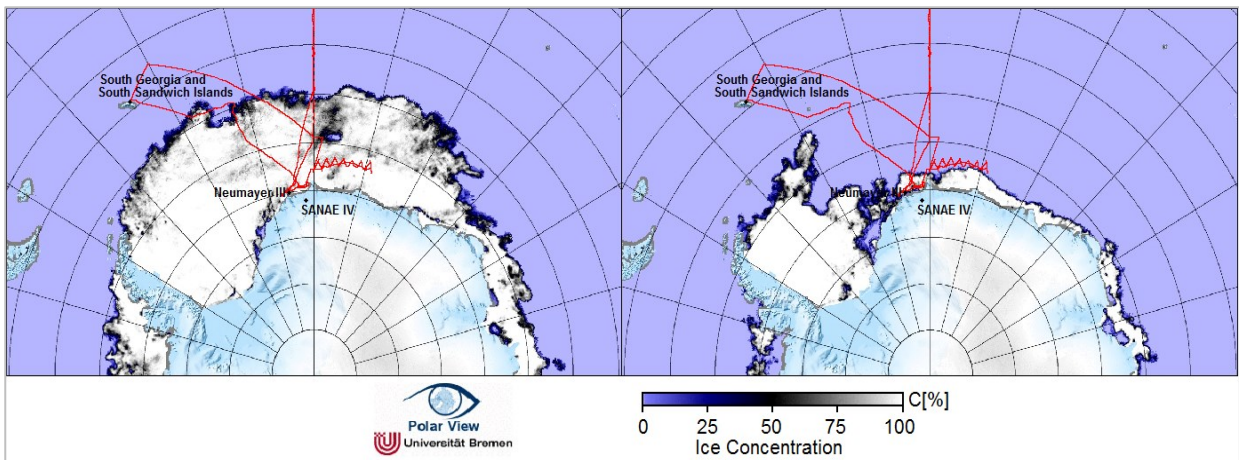 South Georgia and
South Sandwich Islands
Neumayer III
SANAE IV
South Georgia and
South Sandwich Islands
Neumayer III
SANAE IV
C[%]
0 25 50 75 100
Ice Concentration
Polar View
Universität Bremen